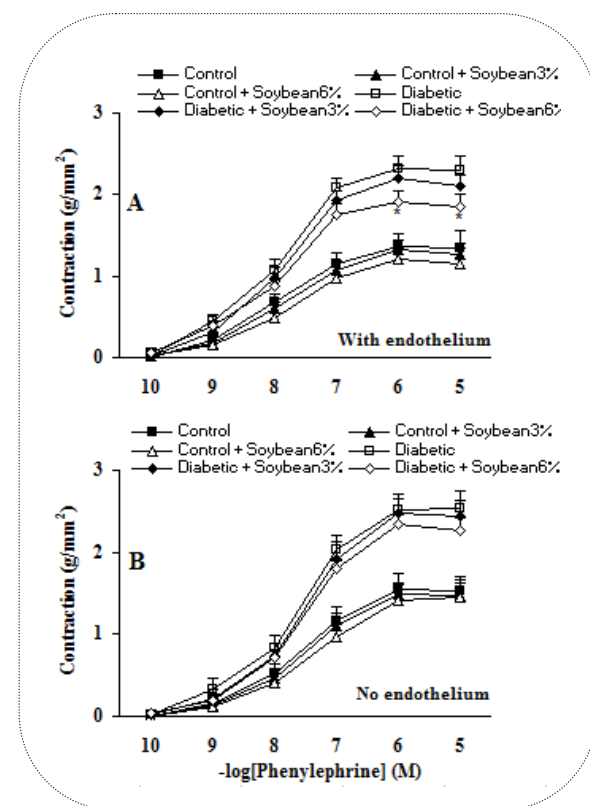 Control Control + Soybean3%
Control + Soybean6% Diabetic
Diabetic + Soybean3% Diabetic + Soybean6%
3
2
1
0
Contraction (g/mm²)
A
*
*
With endothelium
10 9 8 7 6 5
Control Control + Soybean3%
Control + Soybean6% Diabetic
Diabetic + Soybean3% Diabetic + Soybean6%
3
2
1
0
Contraction (g/mm²)
B
No endothelium
10 9 8 7 6 5
-log[Phenylephrine] (M)